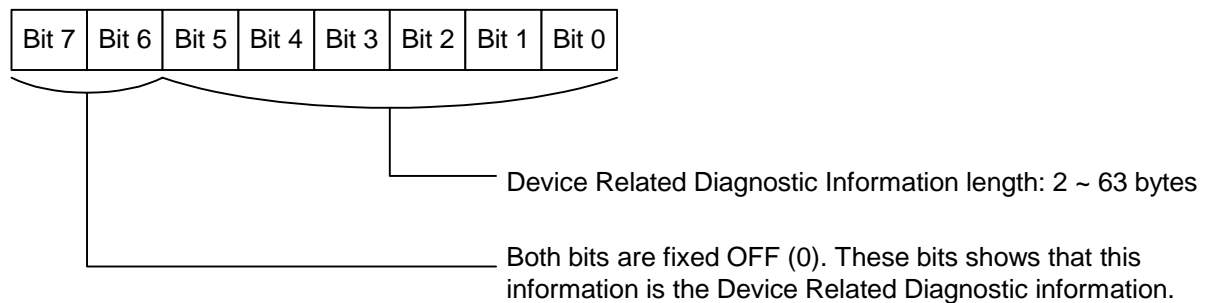 Bit 7 Bit 6 Bit 5 Bit 4 Bit 3 Bit 2 Bit 1 Bit 0
Device Related Diagnostic Information length: 2 ~ 63 bytes
Both bits are fixed OFF (0). These bits shows that this
information is the Device Related Diagnostic information.